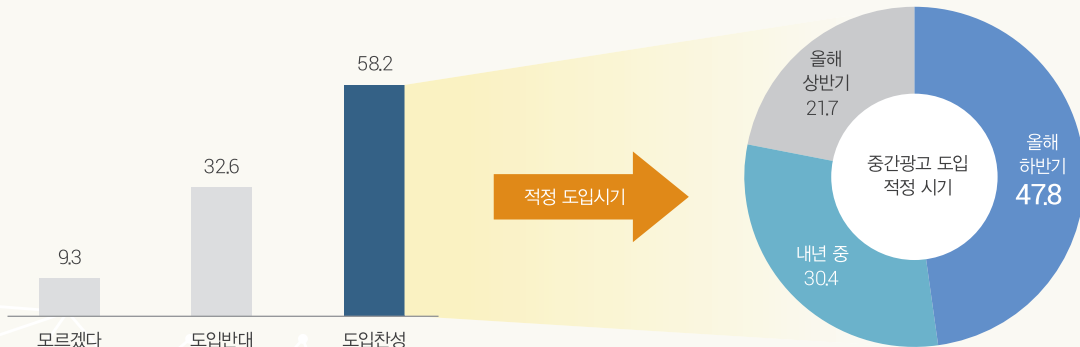 58.2
32.6
9.3
모르겠다
도입반대
도입찬성
적정 도입시기
올해
상반기
21.7
중간광고 도입
적정 시기
올해
하반기
47.8
내년 중
30.4